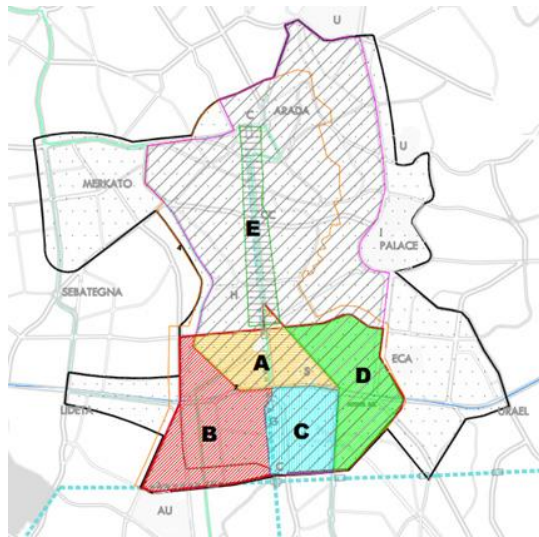 U
C
ARADA
U
MERKATO
CC
E
I
PALACE
SEBATEGNA
H
A
S
ECA
D
LIDETA
URAEL
B
G
C
C
AU